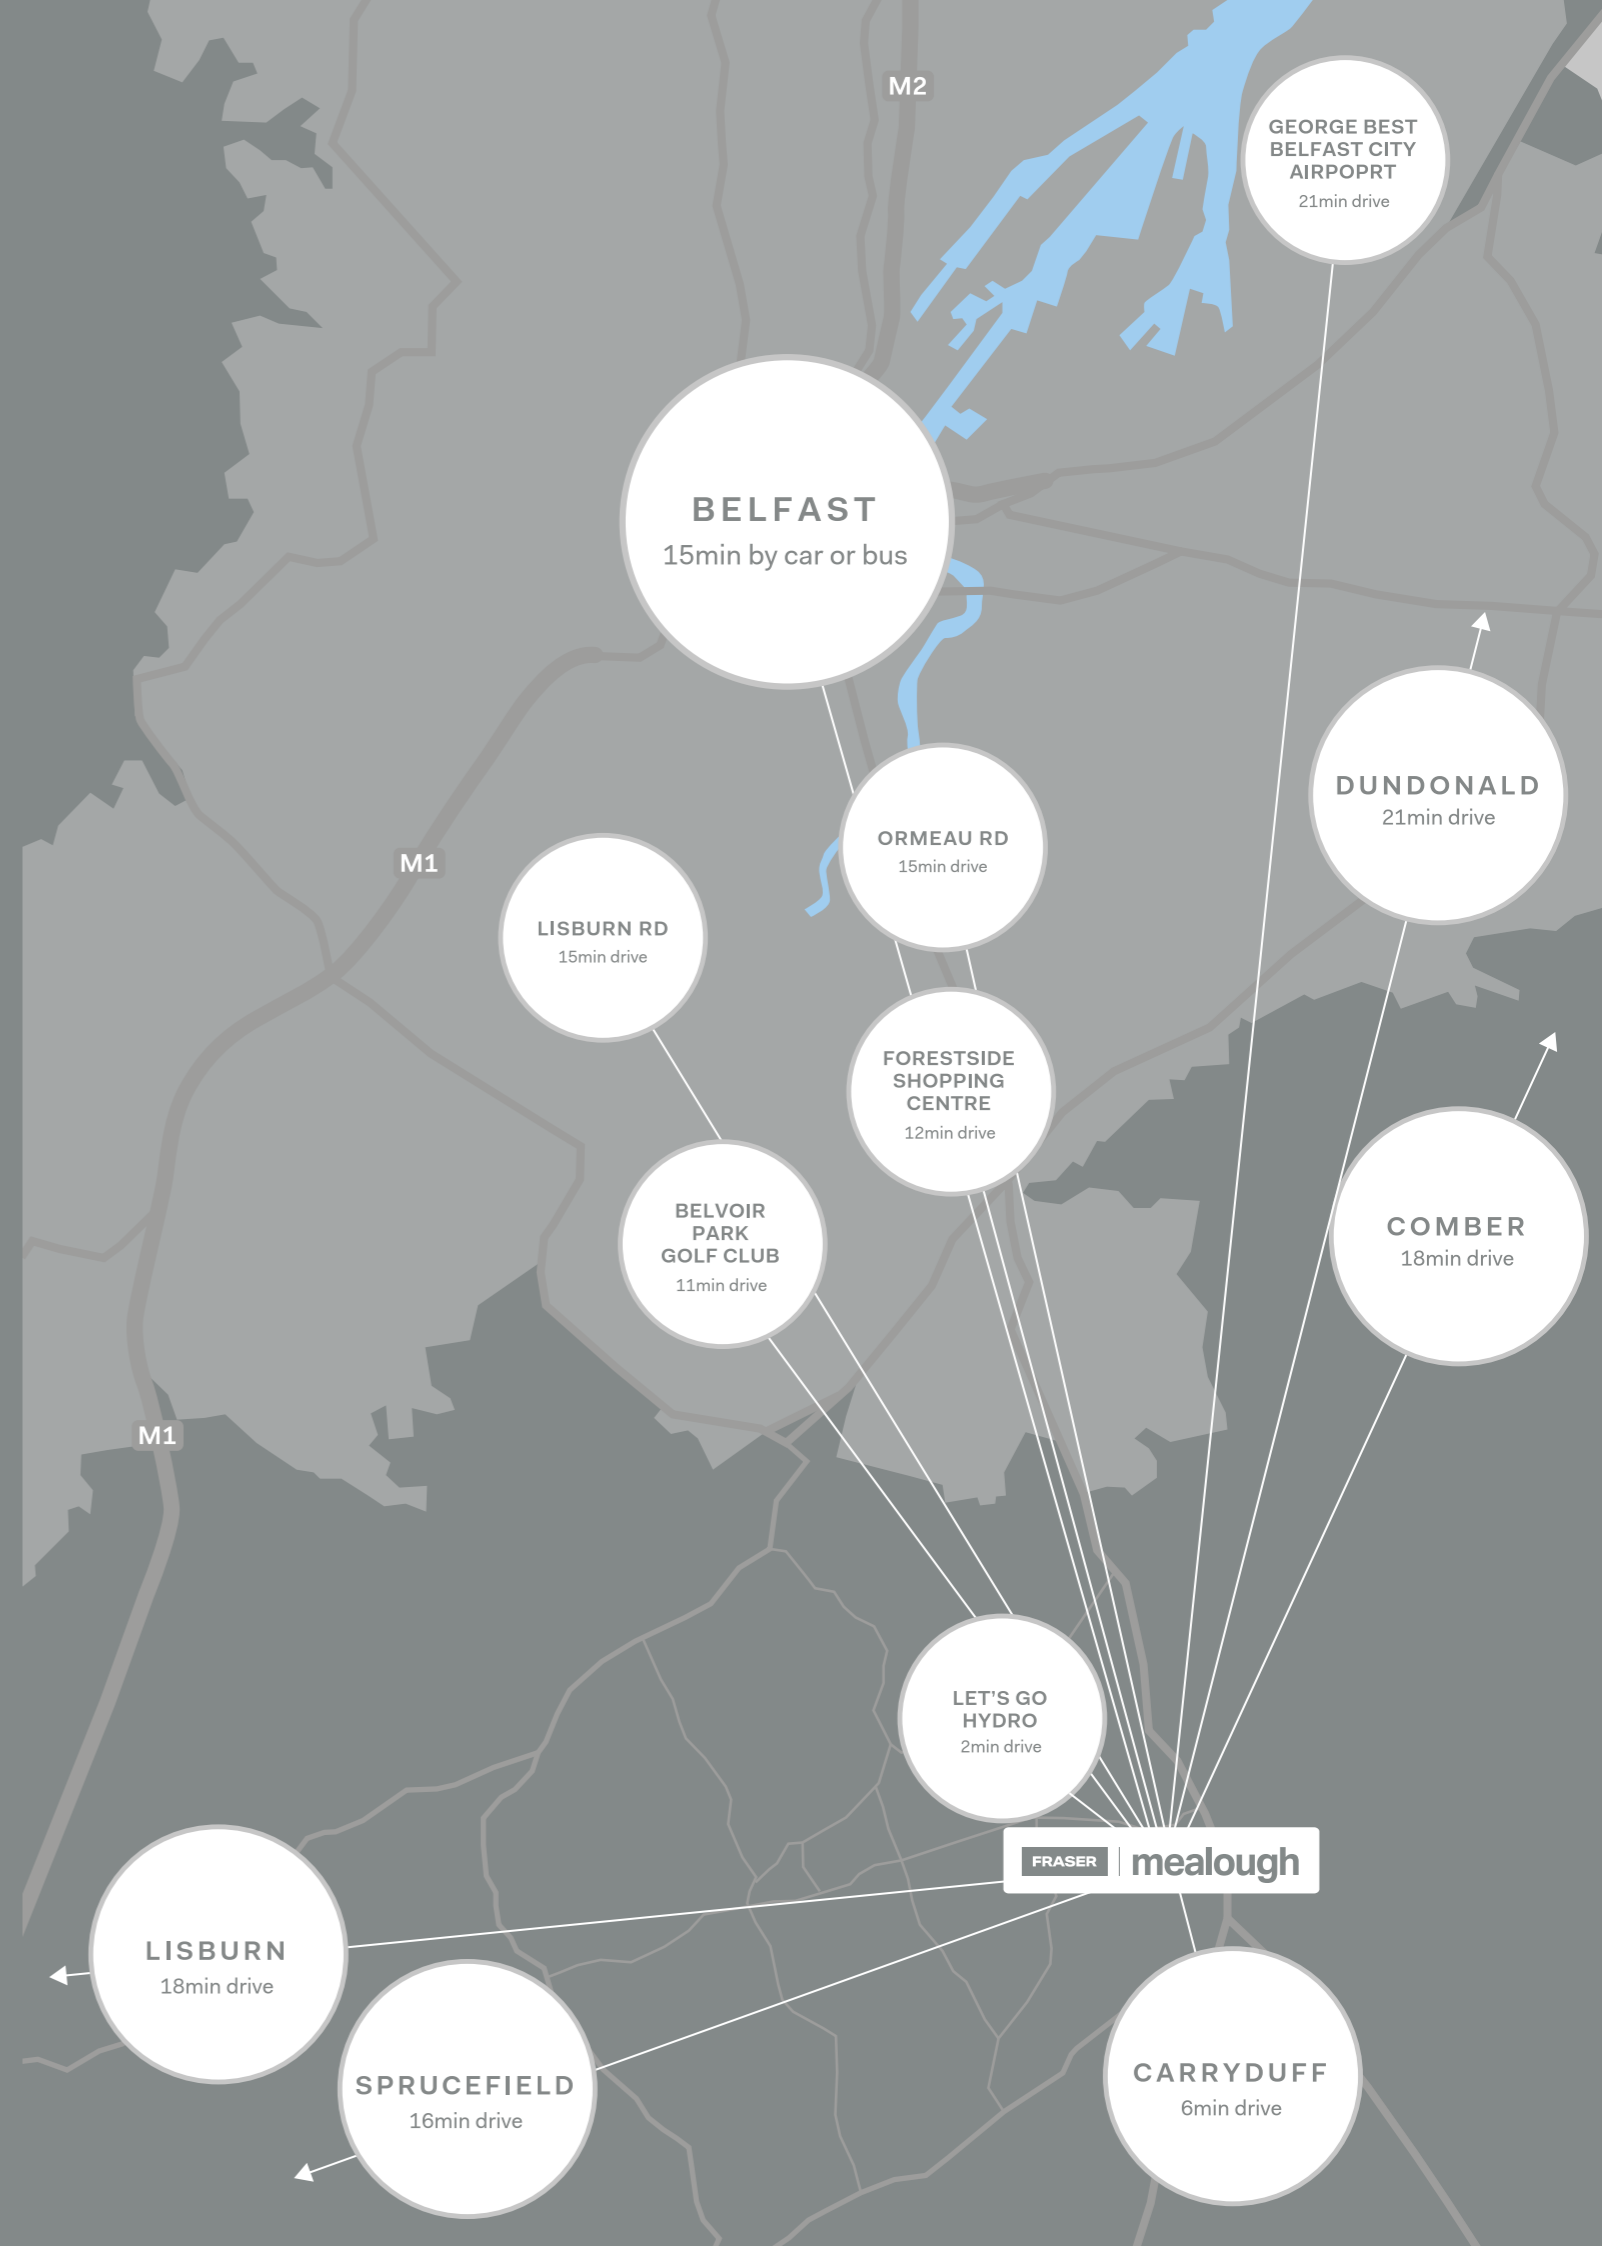 M2
GEORGE BEST
BELFAST CITY
AIRPOPRT
21min drive
BELFAST
15min by car or bus
DUNDONALD
21min drive
ORMEAU RD
15min drive
M1
LISBURN RD
15min drive
FORESTSIDE
SHOPPING
CENTRE
12min drive
BELVOIR
PARK
GOLF CLUB
11min drive
COMBER
18min drive
M1
LET'S GO
HYDRO
2min drive
FRASER | mealough
LISBURN
18min drive
SPRUCEFIELD
16min drive
CARRYDUFF
6min drive